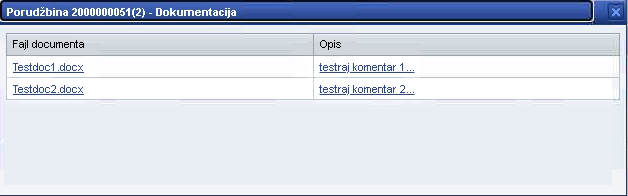 Porudžbina 2000000051(2) - Dokumentacija
Fajl documenta Opis
Testdoc1.docx testraj komentar 1...
Testdoc2.docx testraj komentar 2...